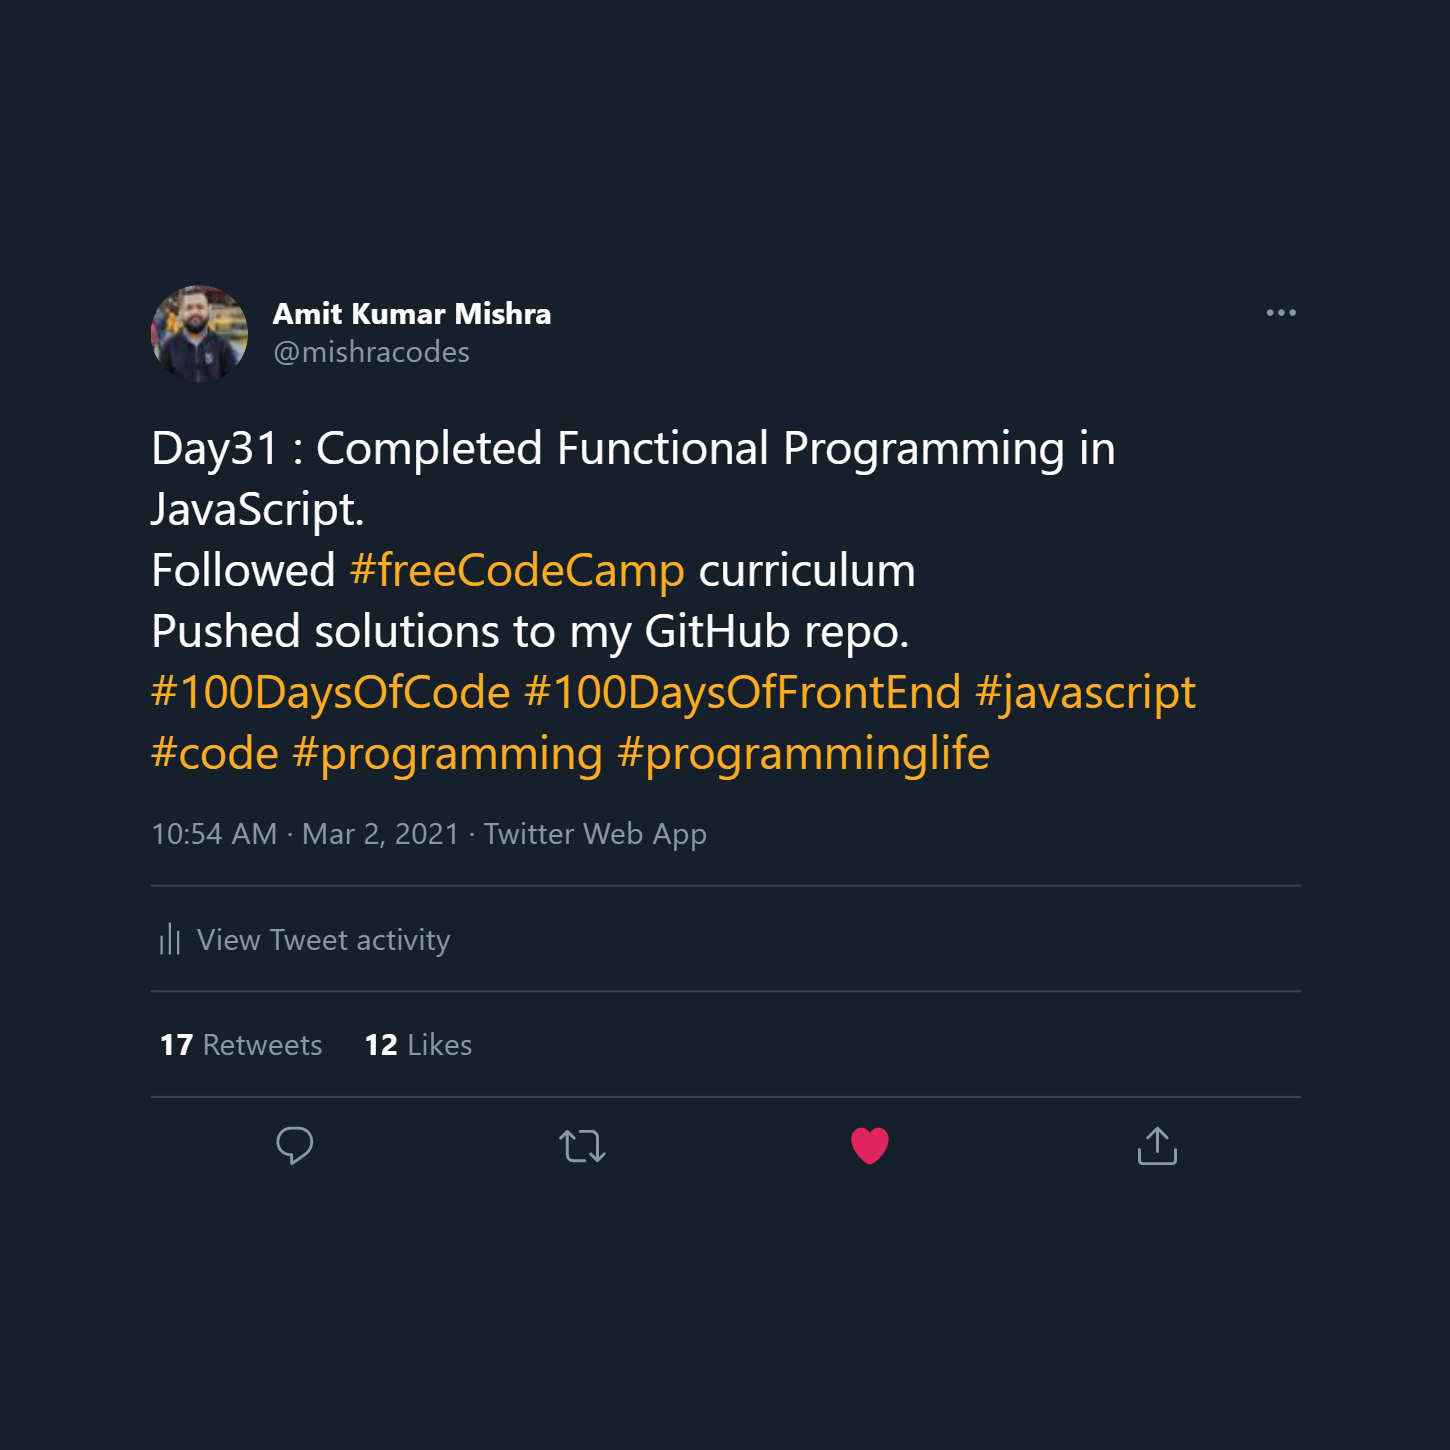 Amit Kumar Mishra
@mishracodes
Day31 : Completed Functional Programming in
JavaScript.
Followed #freeCodeCamp curriculum
Pushed solutions to my GitHub repo.
#100DaysOfCode #100DaysOfFrontEnd #javascript
#code #programming #programminglife
10:54 AM · Mar 2, 2021 · Twitter Web App
View Tweet activity
17 Retweets 12 Likes